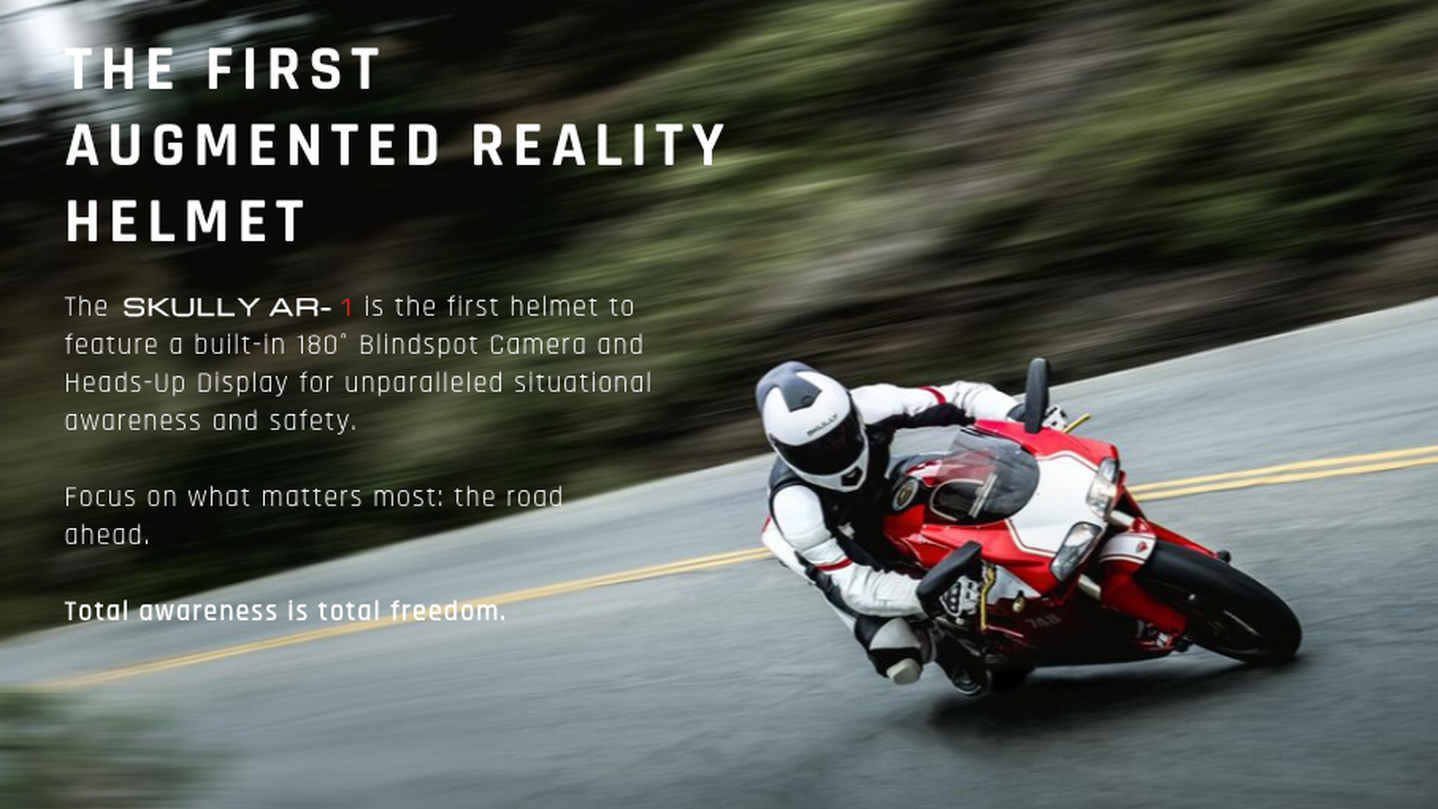 THE FIRST
AUGMENTED REALITY
HELMET
The SKULLY AR-1 is the first helmet to
feature a built-in 180° Blindspot Camera and
Heads-Up Display for unparalleled situational
awareness and safety.
Focus on what matters most: the road
ahead.
Total awareness is total freedom.
SKULLY
748